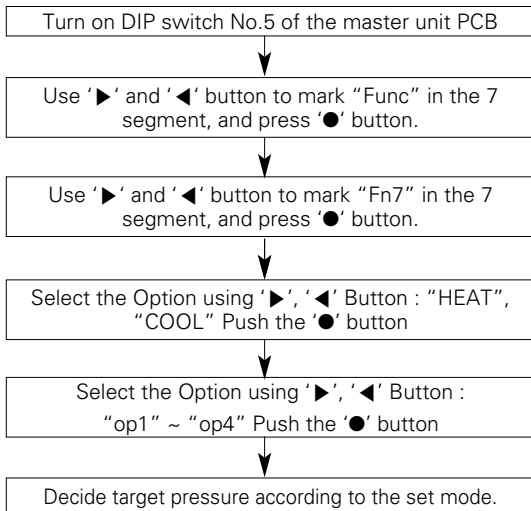 Turn on DIP switch No.5 of the master unit PCB
Use ‘▶‘ and ‘◀‘ button to mark “Func” in the 7
segment, and press ‘●‘ button.
Use ‘▶‘ and ‘◀‘ button to mark “Fn7” in the 7
segment, and press ‘●‘ button.
Select the Option using ‘▶’, ‘◀’ Button : “HEAT”,
“COOL” Push the ‘●’ button
Select the Option using ‘▶’, ‘◀’ Button :
“op1” ~ “op4” Push the ‘●’ button
Decide target pressure according to the set mode.